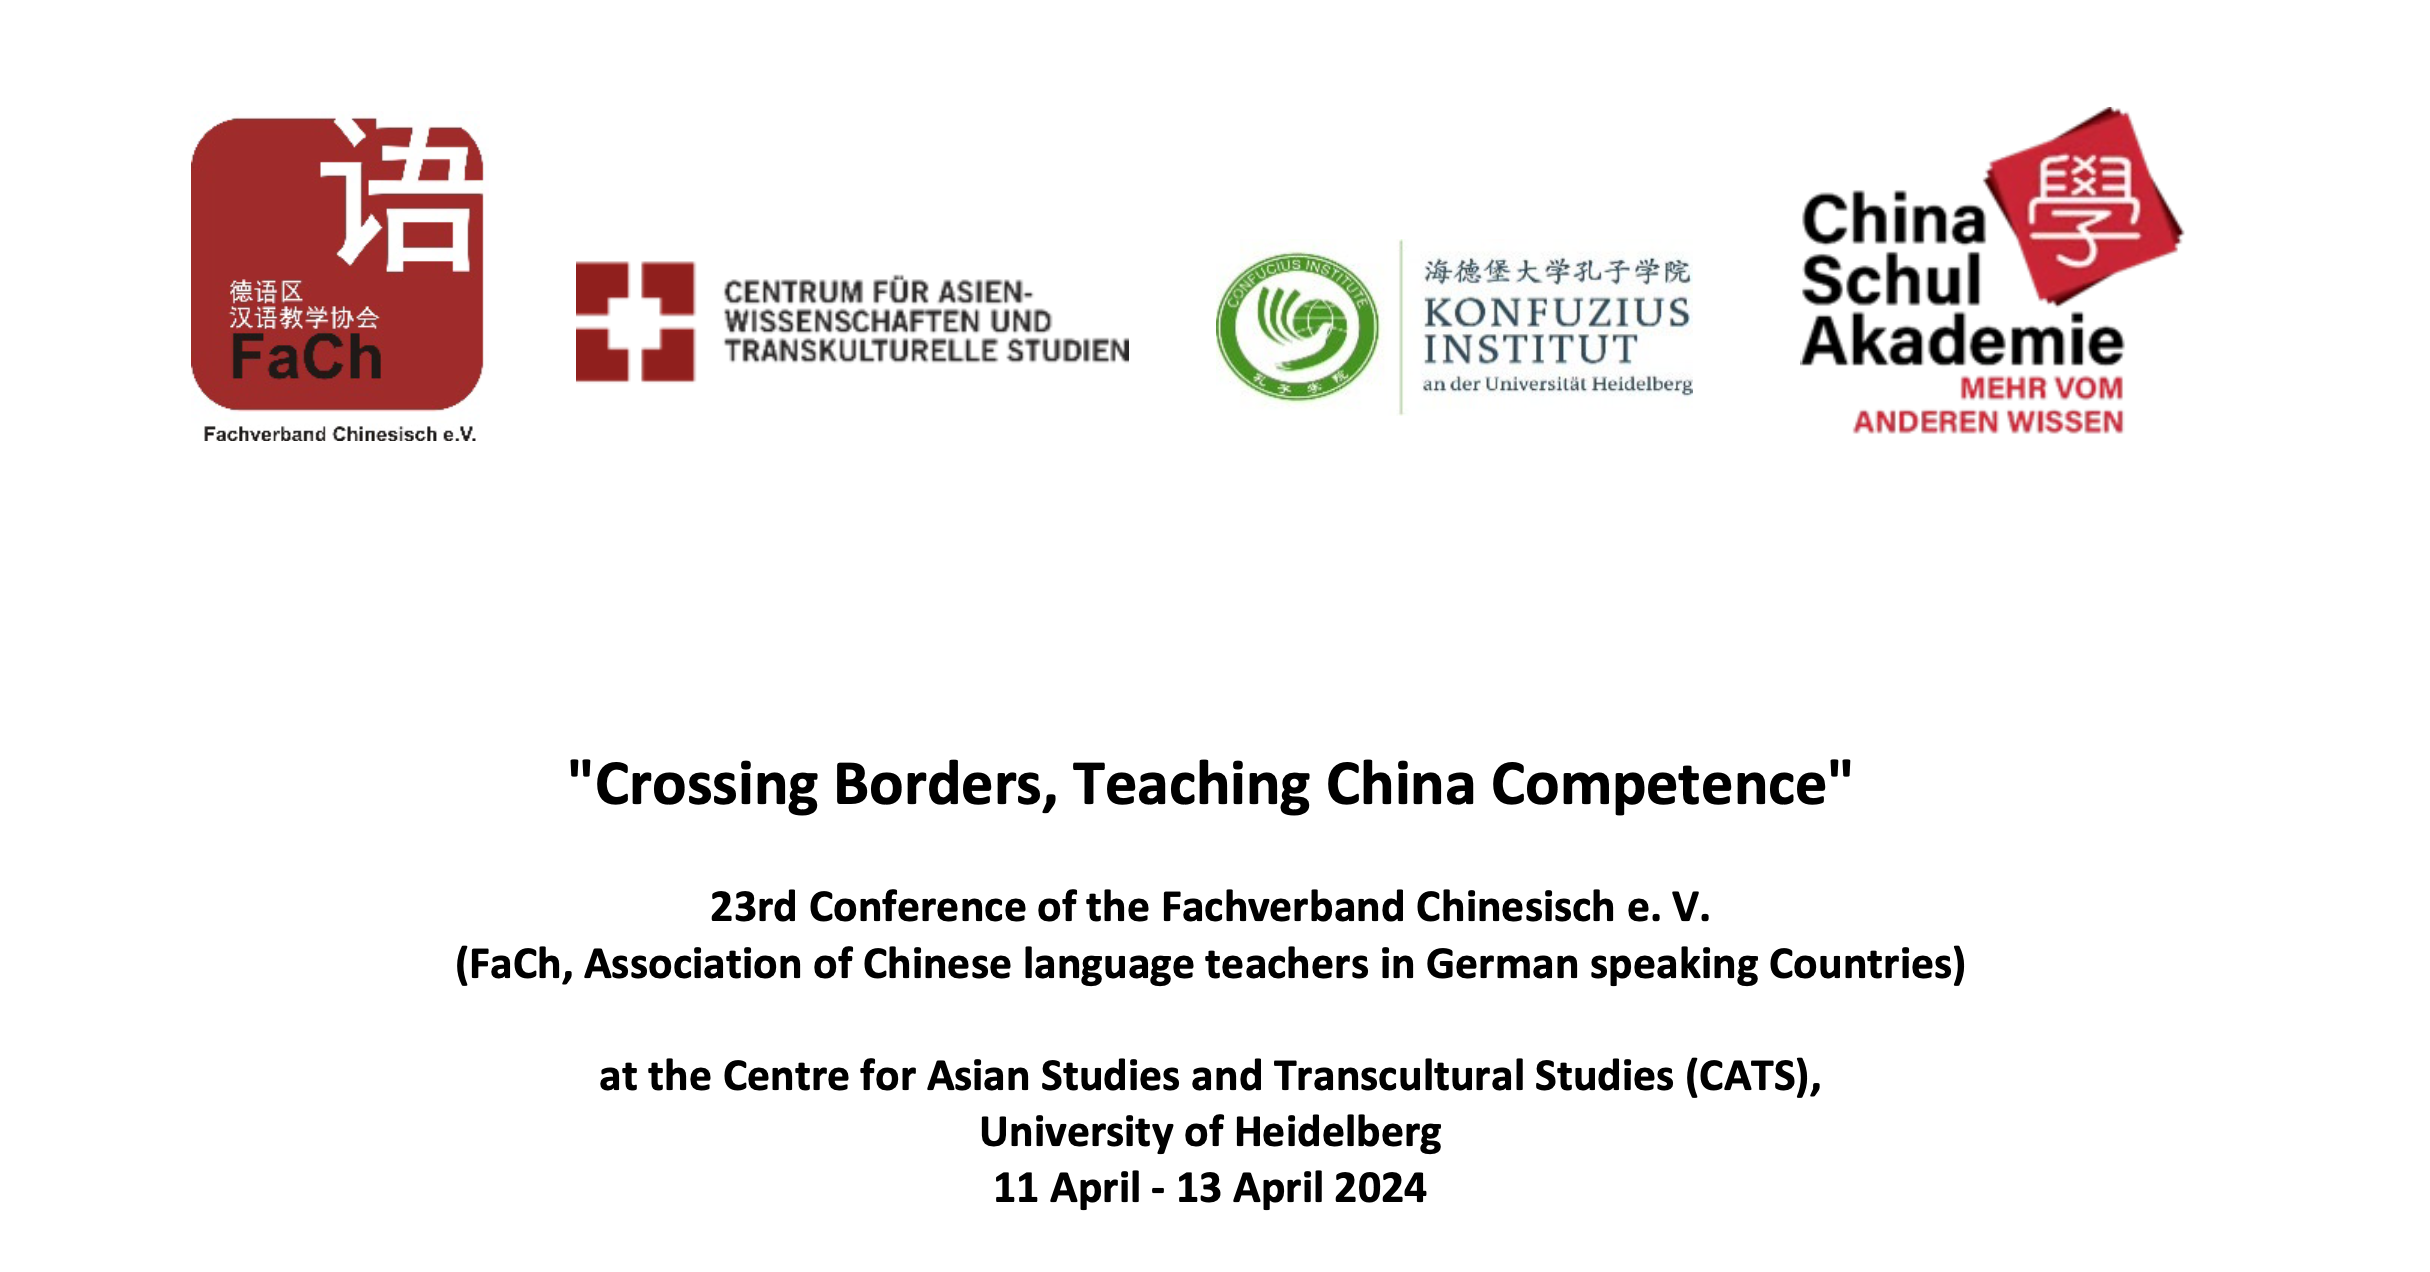 语
德语区
汉语教学协会
FaCh
Fachverband Chinesisch e.V.
CENTRUM FÜR ASIEN-
WISSENSCHAFTEN UND
TRANSKULTURELLE STUDIEN
CONFUCIUS INSTITUTE
孔子学院
海德堡大学孔子学院
KONFUZIUS
INSTITUT
an der Universität Heidelberg
學
China
Schul
Akademie
MEHR VOM
ANDEREN WISSEN
"Crossing Borders, Teaching China Competence"
23rd Conference of the Fachverband Chinesisch e. V.
(FaCh, Association of Chinese language teachers in German speaking Countries)
at the Centre for Asian Studies and Transcultural Studies (CATS),
University of Heidelberg
11 April - 13 April 2024